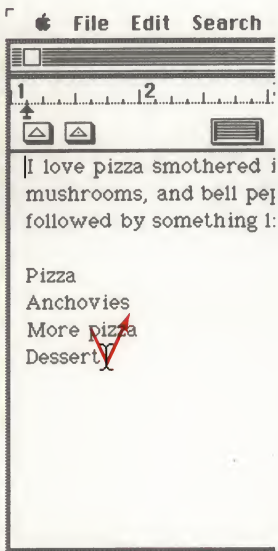 File Edit Search
1 2
I love pizza smothered i
mushrooms, and bell pep
followed by something l
Pizza
Anchovies
More pizza
Dessert